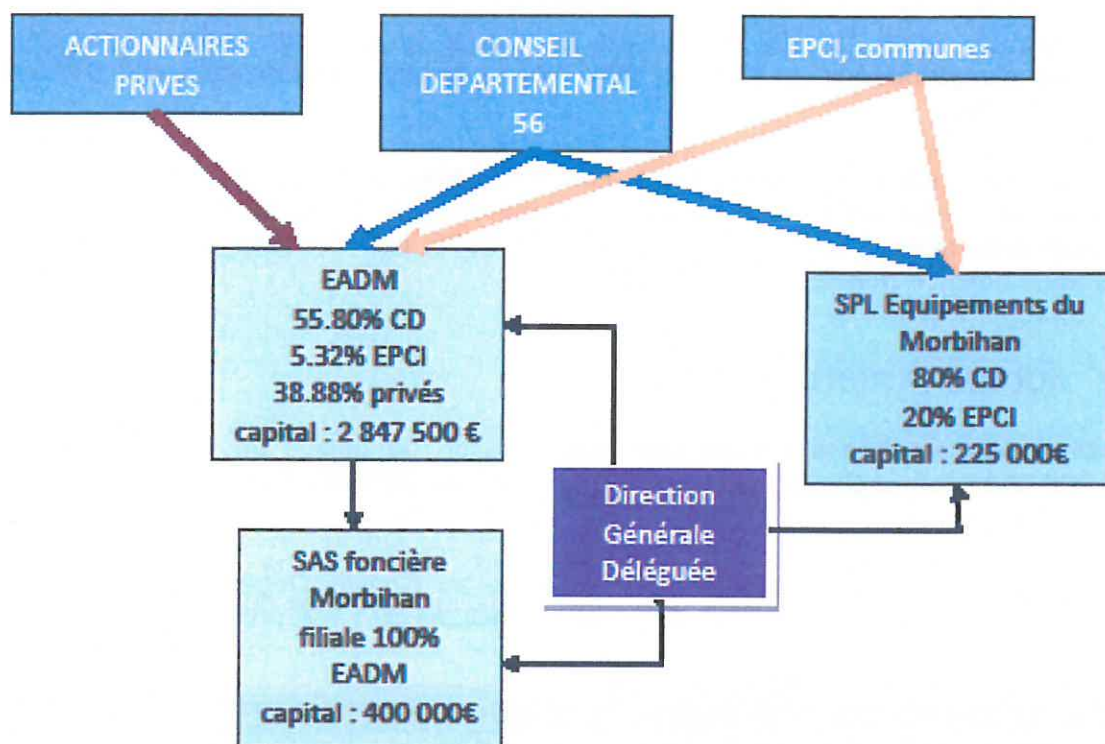 ACTIONNAIRES
PRIVES
CONSEIL
DEPARTEMENTAL
56
EPCI, communes
EADM
55.80% CD
5.32% EPCI
38.88% privés
capital : 2 847 500 €
SPL Equipements du
Morbihan
80% CD
20% EPCI
capital : 225 000€
Direction
Générale
Déléguée
SAS foncière
Morbihan
filiale 100%
EADM
capital : 400 000€